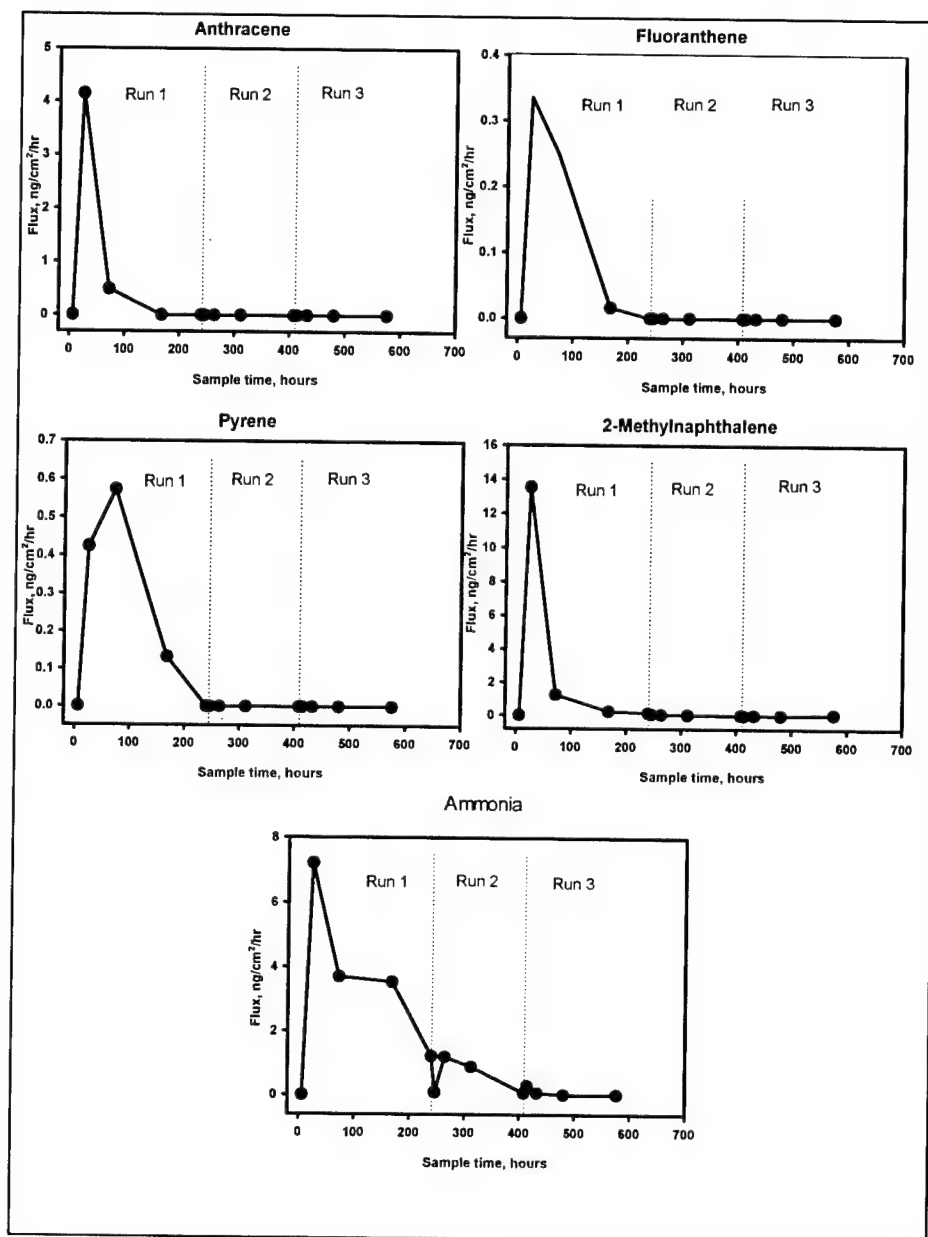 Anthracene
5
4
3
2
1
0
Flux, ng/cm²/hr
Run 1 Run 2 Run 3
0 100 200 300 400 500 600 700
Sample time, hours
Fluoranthene
0.4
0.3
0.2
0.1
0.0
Flux, ng/cm²/hr
Run 1 Run 2 Run 3
0 100 200 300 400 500 600 700
Sample time, hours
Pyrene
0.7
0.6
0.5
0.4
0.3
0.2
0.1
0.0
Flux, ng/cm²/hr
Run 1 Run 2 Run 3
0 100 200 300 400 500 600 700
Sample time, hours
2-Methylnaphthalene
16
14
12
10
8
6
4
2
0
Flux, ng/cm²/hr
Run 1 Run 2 Run 3
0 100 200 300 400 500 600 700
Sample time, hours
Ammonia
8
6
4
2
0
Flux, ng/cm²/hr
Run 1 Run 2 Run 3
0 100 200 300 400 500 600 700
Sample time, hours